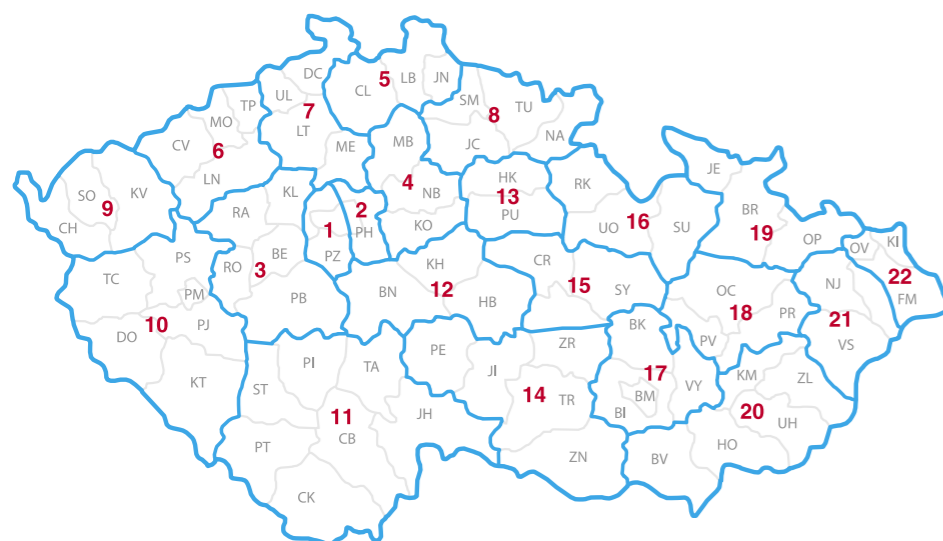 DC
UL
7
LT
ME
CL
5
LB
JN
SM
8
TU
JC
NA
TP
MO
CV
6
LN
SO
KV
9
CH
KL
RA
RO
3
BE
PB
1
PZ
2
PH
MB
4
NB
KO
HK
13
PU
RK
UO
16
SU
JE
BR
19
OP
OV
KI
22
FM
TC
PS
PM
10
DO
PJ
KT
KH
BN
12
HB
CR
15
SY
OC
18
PR
PV
NJ
21
VS
PI
TA
ST
11
JH
CB
PT
CK
PE
JI
ZR
14
TR
ZN
BK
17
VY
BM
BI
KM
ZL
20
UH
HO
BV